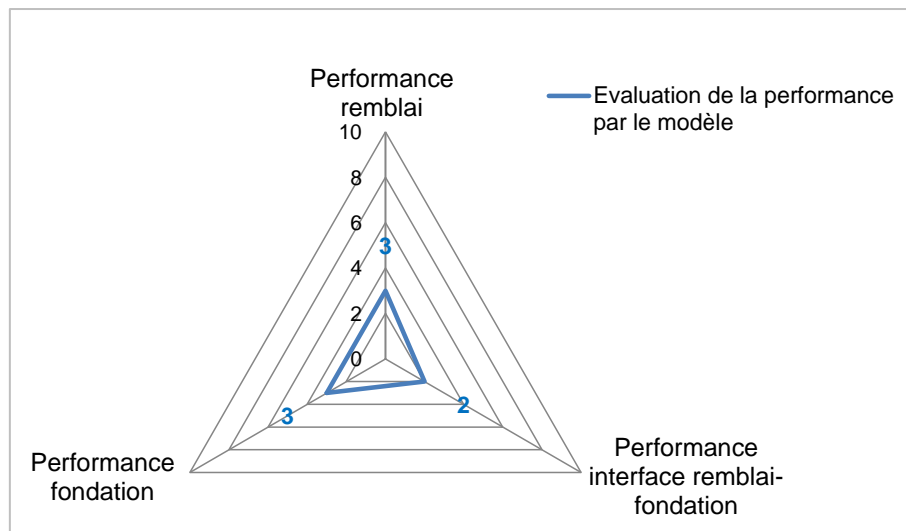 Performance
remblai
Evaluation de la performance
par le modèle
10
8
6
3
4
2
0
2
3
Performance
fondation
Performance
interface remblai-
fondation